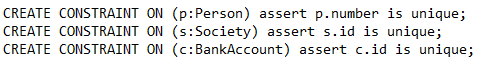 CREATE CONSTRAINT ON (p:Person) assert p.number is unique;
CREATE CONSTRAINT ON (s:Society) assert s.id is unique;
CREATE CONSTRAINT ON (c:BankAccount) assert c.id is unique;